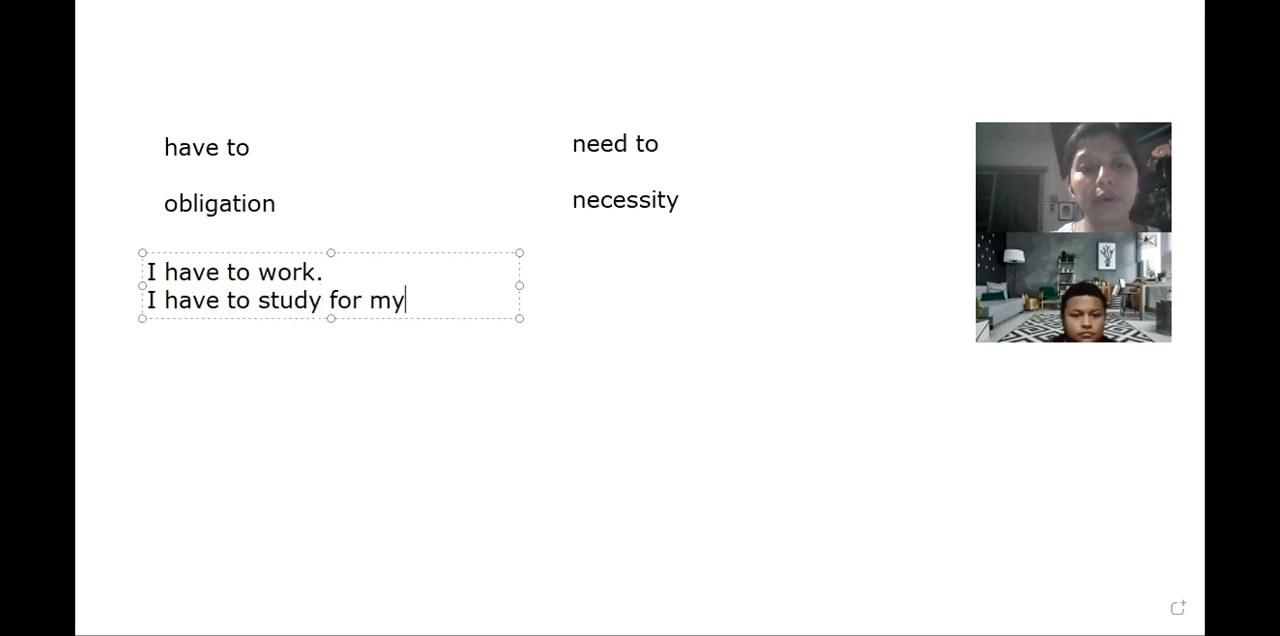 have to
need to
obligation
necessity
I have to work.
I have to study for my